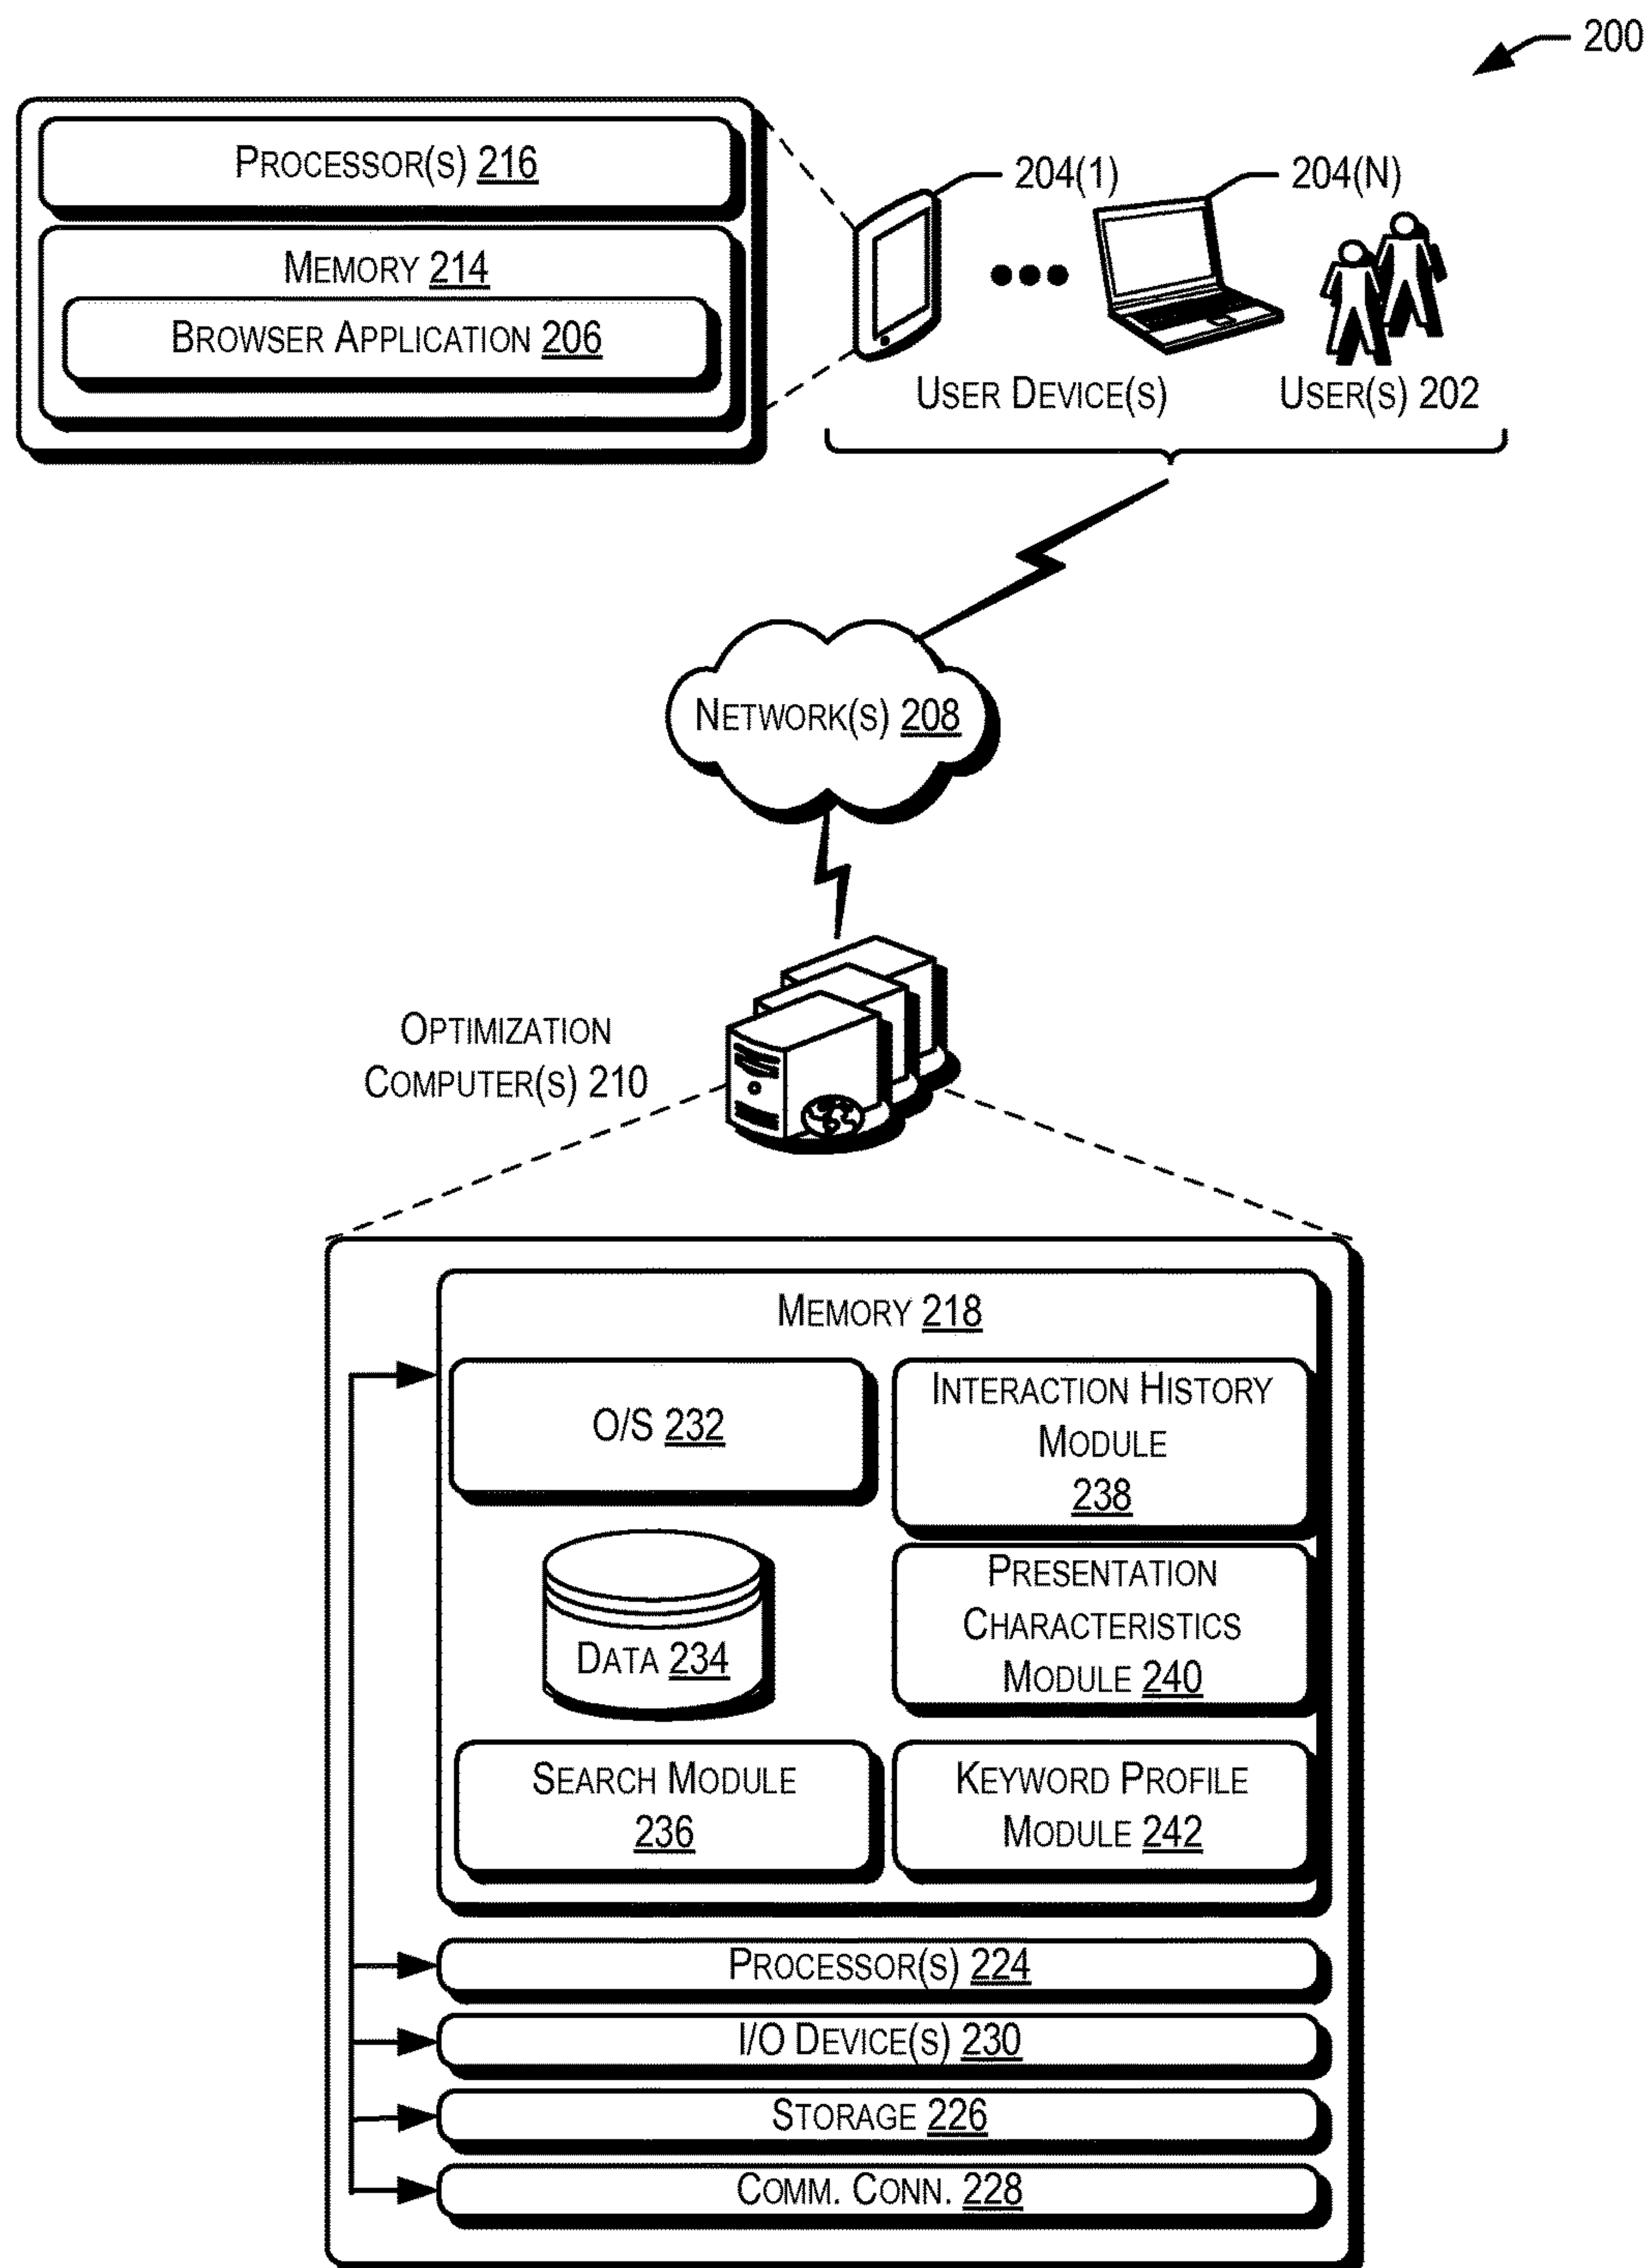 200
PROCESSOR(S) 216
MEMORY 214
BROWSER APPLICATION 206
204(1)
204(N)
USER DEVICE(S)
USER(S) 202
NETWORK(S) 208
OPTIMIZATION
COMPUTER(S) 210
MEMORY 218
O/S 232
INTERACTION HISTORY
MODULE
238
DATA 234
PRESENTATION
CHARACTERISTICS
MODULE 240
SEARCH MODULE
236
KEYWORD PROFILE
MODULE 242
PROCESSOR(S) 224
I/O DEVICE(S) 230
STORAGE 226
COMM. CONN. 228